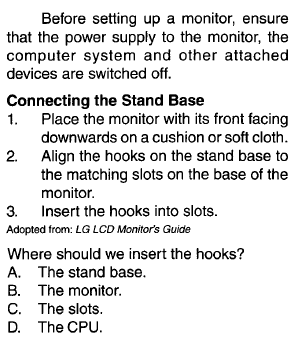 Before setting up a monitor, ensure
that the power supply to the monitor, the
computer system and other attached
devices are switched off.
Connecting the Stand Base
1. Place the monitor with its front facing
downwards on a cushion or soft cloth.
2. Align the hooks on the stand base to
the matching slots on the base of the
monitor.
3. Insert the hooks into slots.
Adopted from: LG LCD Monitor's Guide
Where should we insert the hooks?
A. The stand base.
B. The monitor.
C. The slots.
D. The CPU.